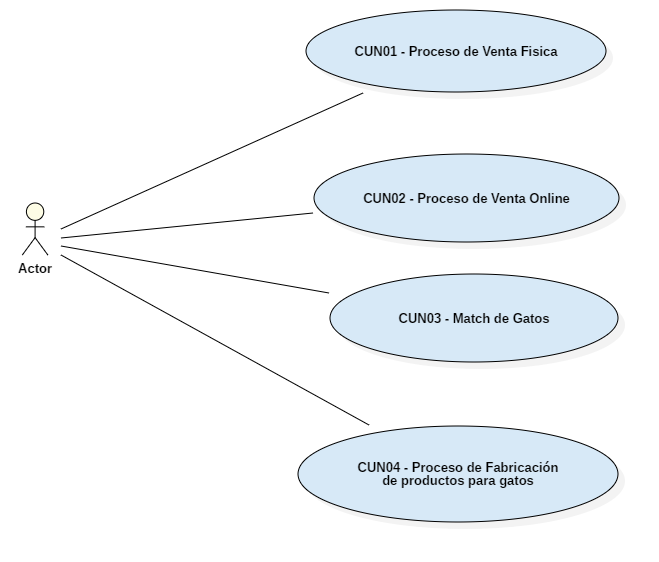 CUN01 - Proceso de Venta Fisica
CUN02 - Proceso de Venta Online
Actor
CUN03 - Match de Gatos
CUN04 - Proceso de Fabricación
de productos para gatos